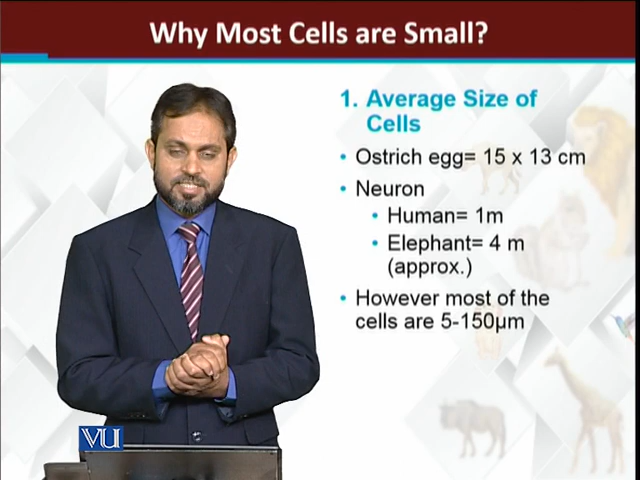 Why Most Cells are Small?
1. Average Size of
Cells
• Ostrich egg= 15 x 13 cm
• Neuron
• Human= 1m
• Elephant= 4 m
(approx.)
• However most of the
cells are 5-150µm
VU